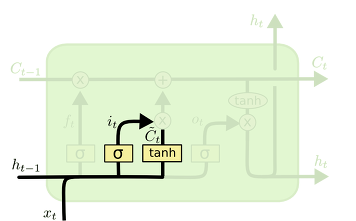 h_t
C_{t-1} C_t
f_t i_t C̃_t o_t tanh
σ σ tanh σ
h_{t-1} h_t
x_t